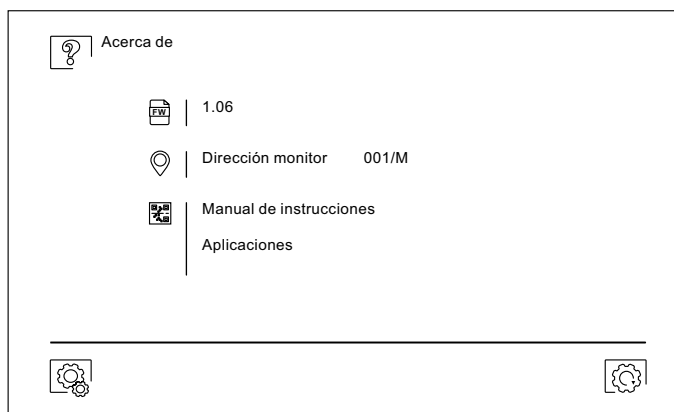 Acerca de
FW
1.06
Dirección monitor 001/M
Manual de instrucciones
Aplicaciones